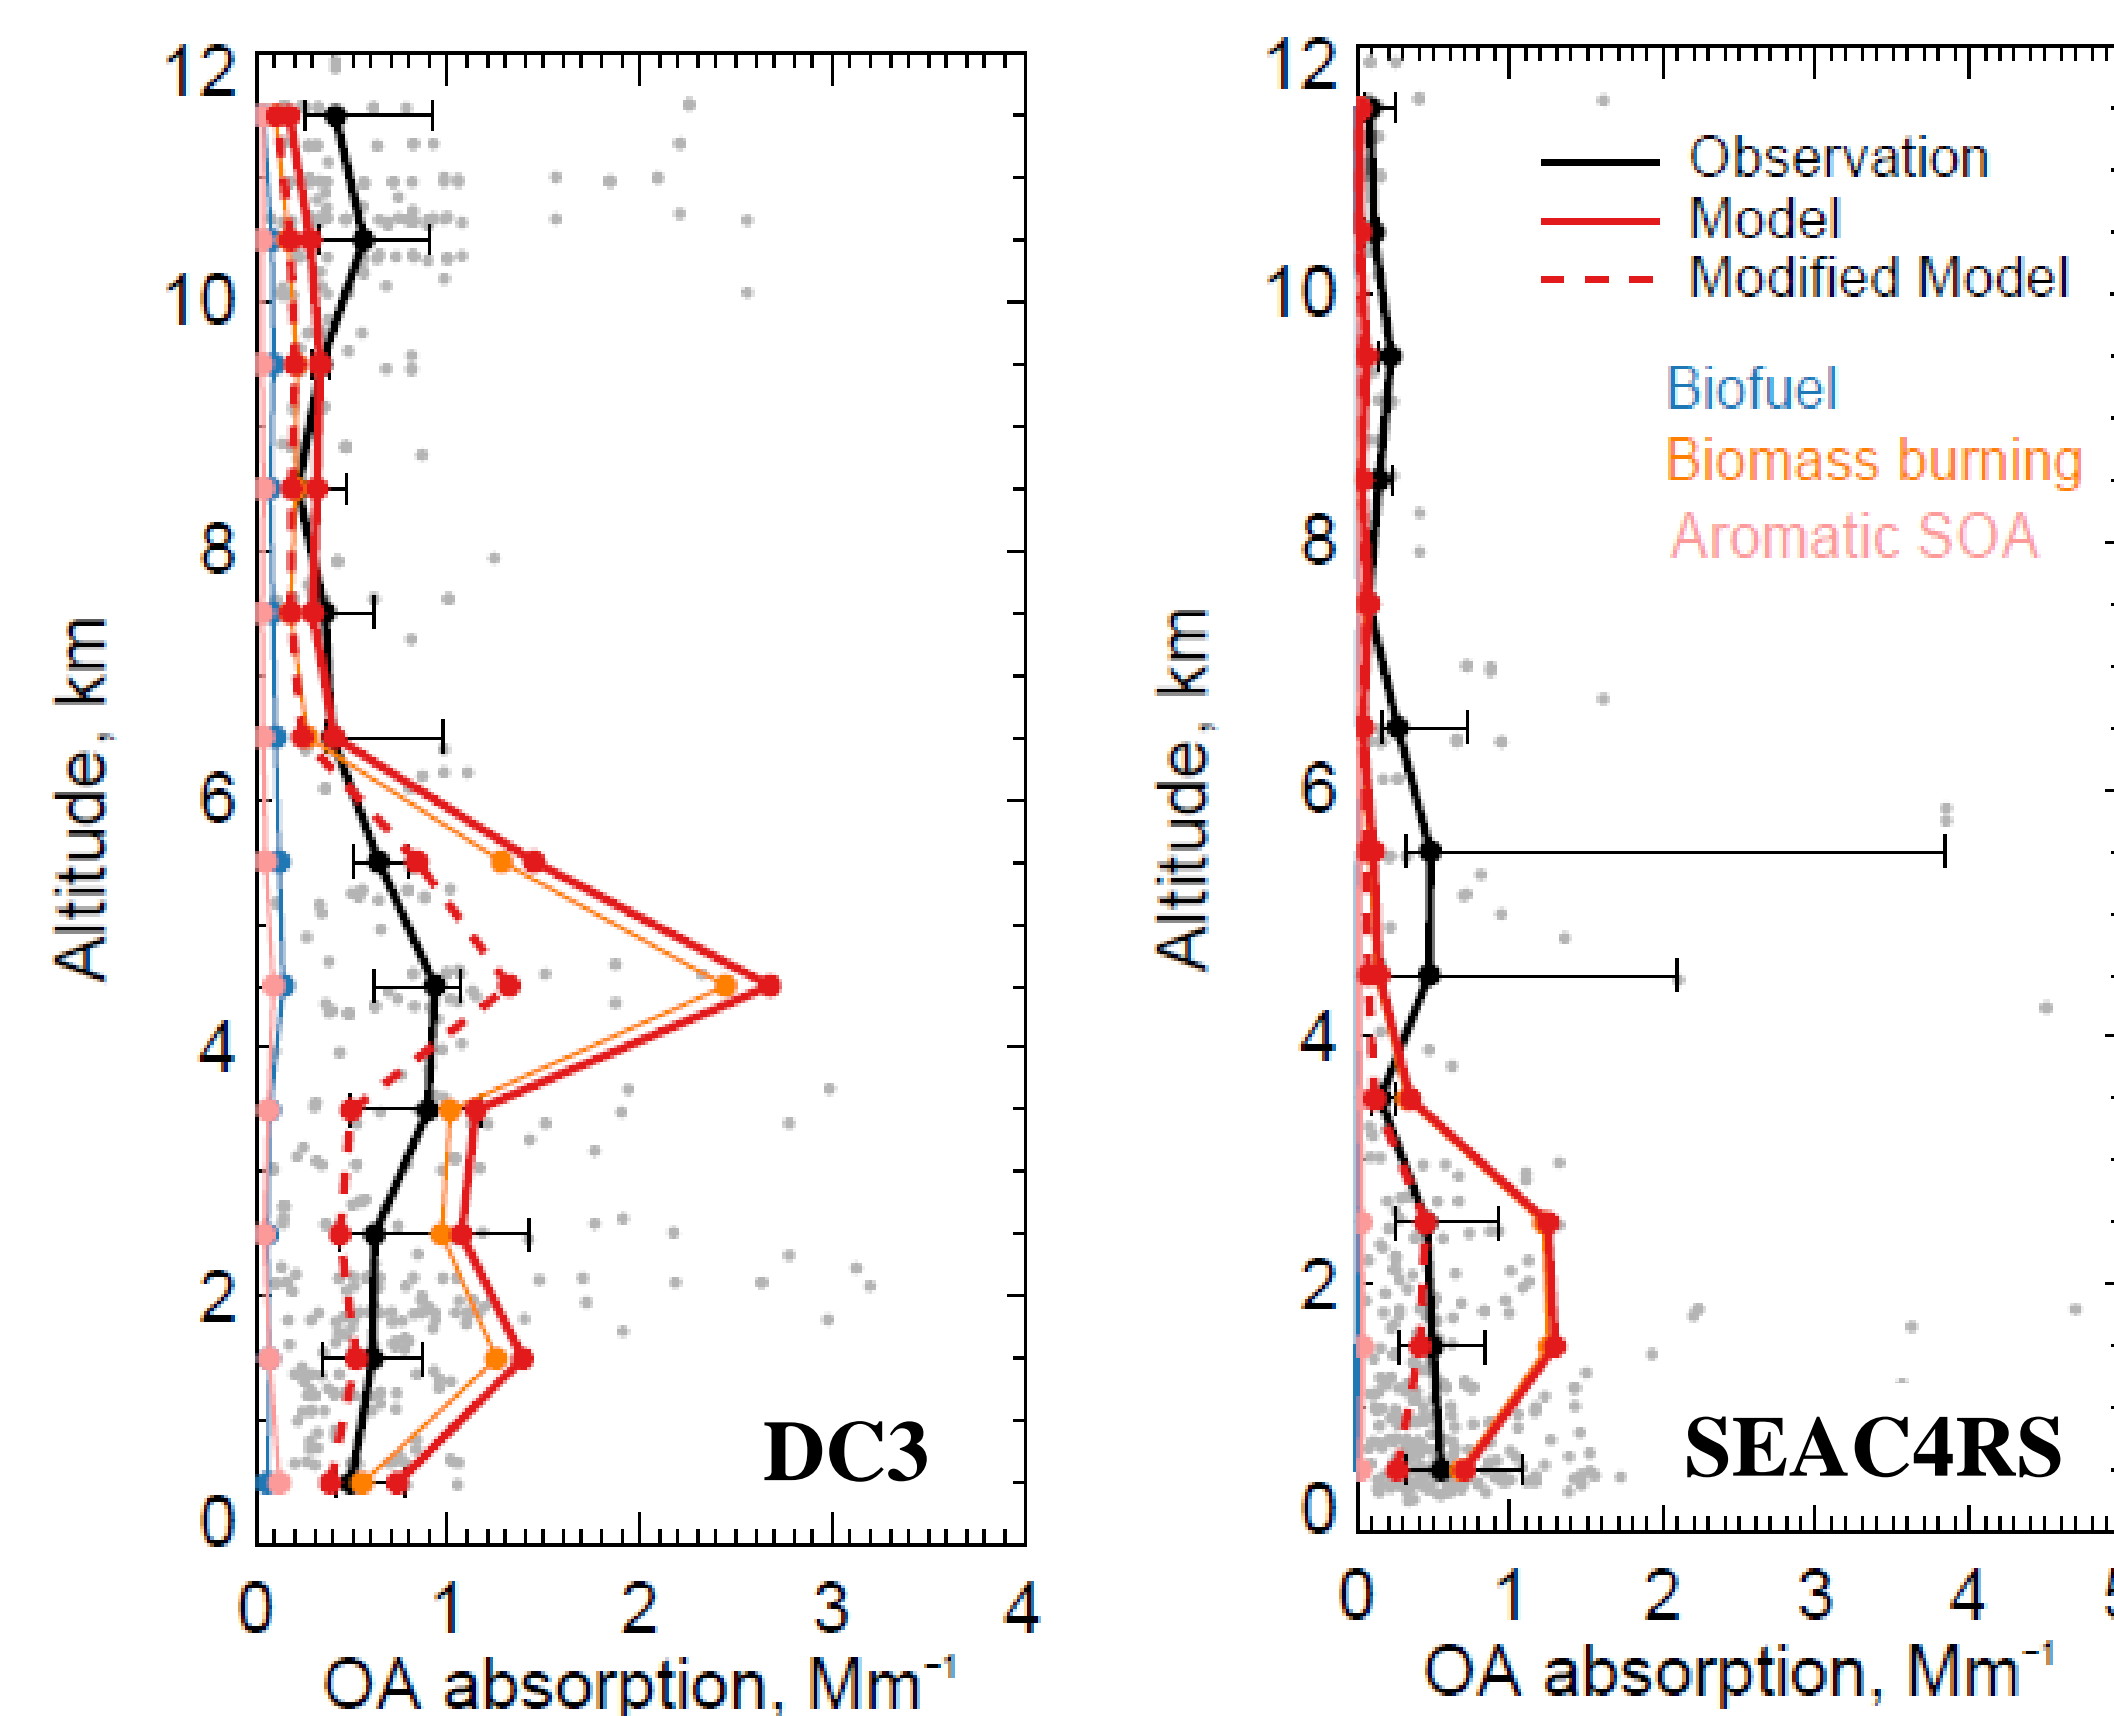 12
10
8
6
4
2
0
Altitude, km
0 1 2 3 4
OA absorption, Mm⁻¹
DC3
12
10
8
6
4
2
0
Altitude, km
Observation
Model
Modified Model
Biofuel
Biomass burning
Aromatic SOA
SEAC4RS
0 1 2 3 4 5
OA absorption, Mm⁻¹